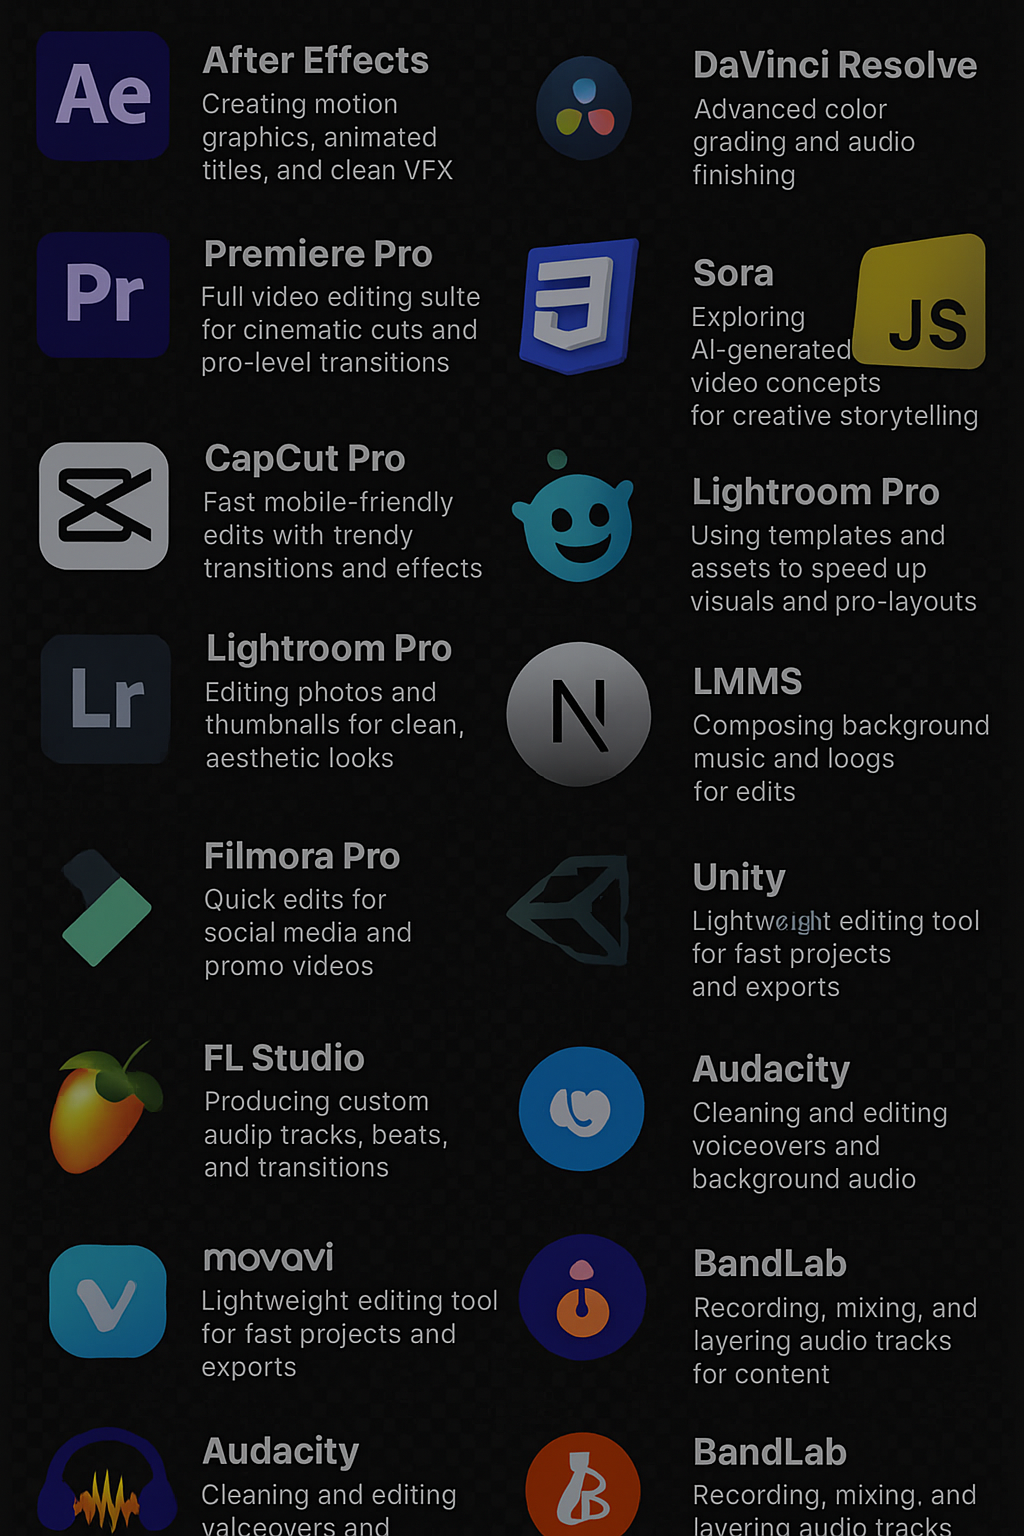 Ae
After Effects
Creating motion
graphics, animated
titles, and clean VFX
DaVinci Resolve
Advanced color
grading and audio
finishing
Pr
Premiere Pro
Full video editing sulte
for cinematic cuts and
pro-level transitions
Sora
Exploring
AI-generated
video concepts
for creative storytelling
JS
CapCut Pro
Fast mobile-friendly
edits with trendy
transitions and effects
Lightroom Pro
Using templates and
assets to speed up
visuals and pro-layouts
Lr
Lightroom Pro
Editing photos and
thumbnalls for clean,
aesthetic looks
N
LMMS
Composing background
music and loogs
for edits
Filmora Pro
Quick edits for
social media and
promo videos
Unity
Lightweight editing tool
for fast projects
and exports
FL Studio
Producing custom
audip tracks, beats,
and transitions
Audacity
Cleaning and editing
voiceovers and
background audio
movavi
Lightweight editing tool
for fast projects and
exports
BandLab
Recording, mixing, and
layering audio tracks
for content
Audacity
Cleaning and editing
valceovers and
BandLab
Recording, mixing. and
layering audio tracks